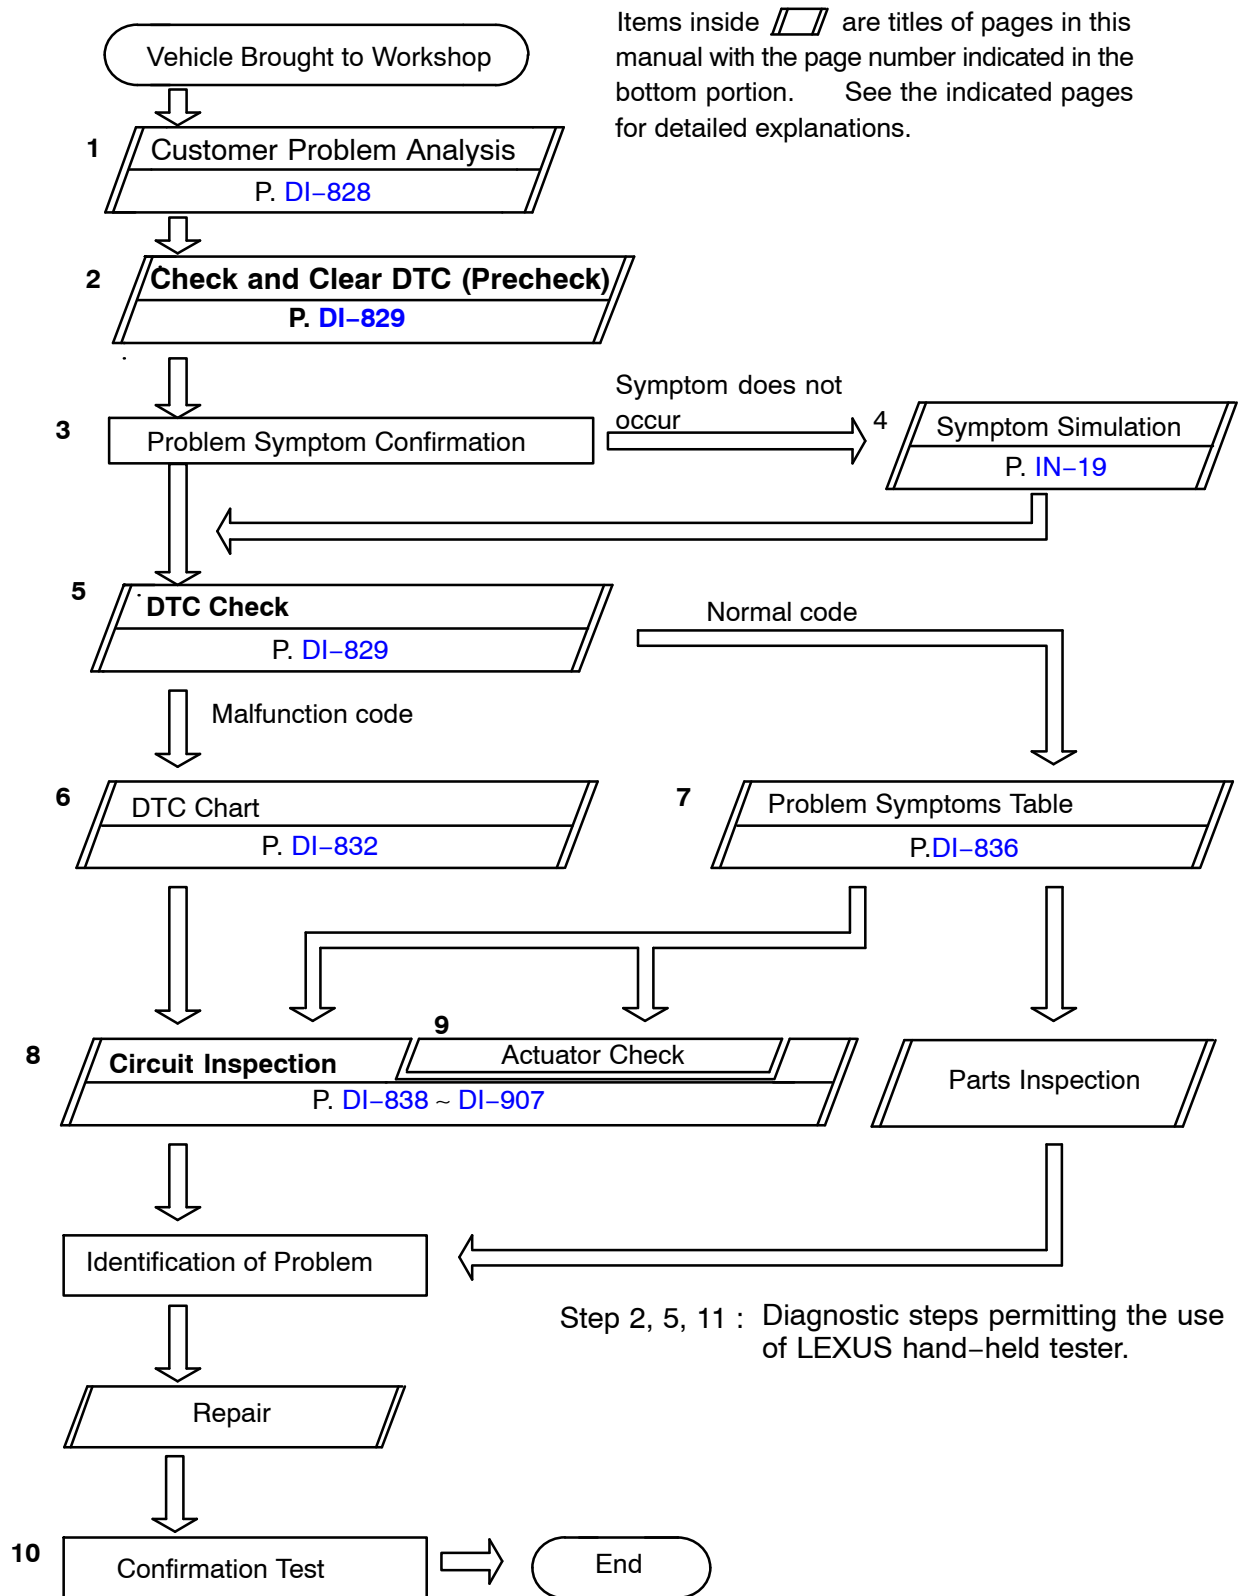 Vehicle Brought to Workshop
Items inside are titles of pages in this
manual with the page number indicated in the
bottom portion. See the indicated pages
for detailed explanations.
1
Customer Problem Analysis
P. DI–828
2
Check and Clear DTC (Precheck)
P. DI–829
3
Problem Symptom Confirmation
Symptom does not
occur
4
Symptom Simulation
P. IN–19
5
DTC Check
P. DI–829
Normal code
Malfunction code
6
DTC Chart
P. DI–832
7
Problem Symptoms Table
P.DI–836
8
Circuit Inspection
9
Actuator Check
P. DI–838 ~ DI–907
Parts Inspection
Identification of Problem
Step 2, 5, 11 : Diagnostic steps permitting the use
of LEXUS hand–held tester.
Repair
10
Confirmation Test
End